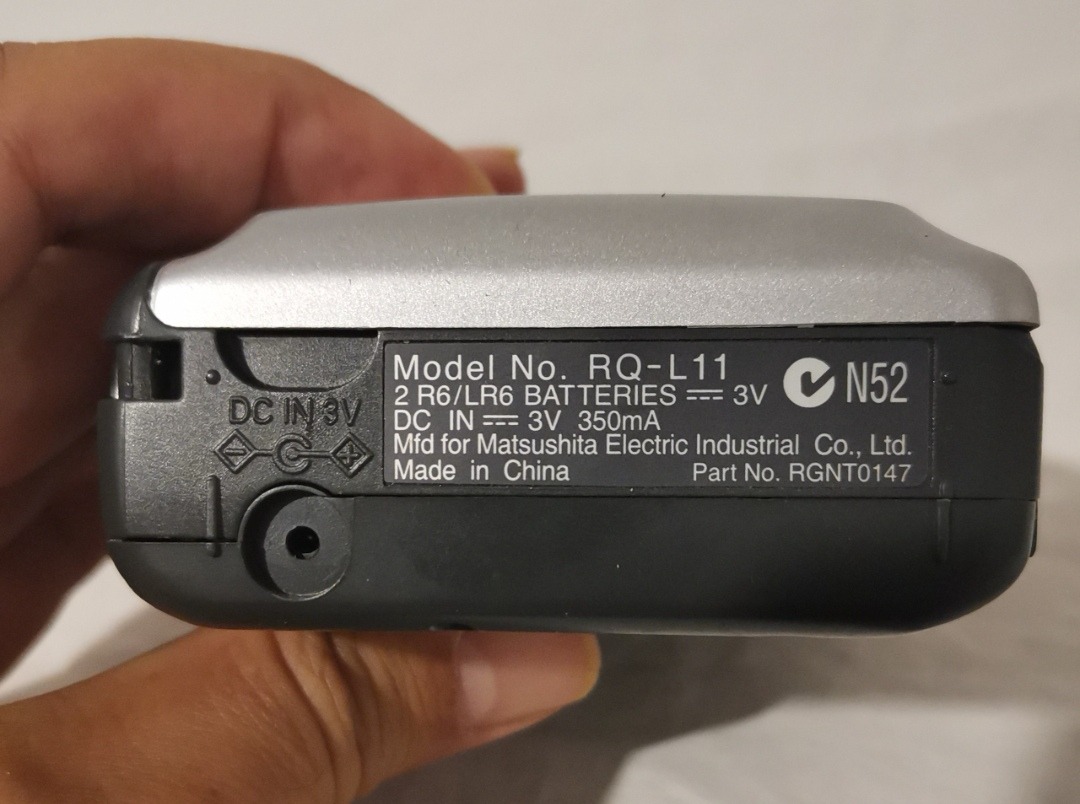 Model No. RQ-L11
2 R6/LR6 BATTERIES ⎓ 3V
N52
DC IN ⎓ 3V 350mA
Mfd for Matsushita Electric Industrial Co., Ltd.
Made in China Part No. RGNT0147
DC IN 3V